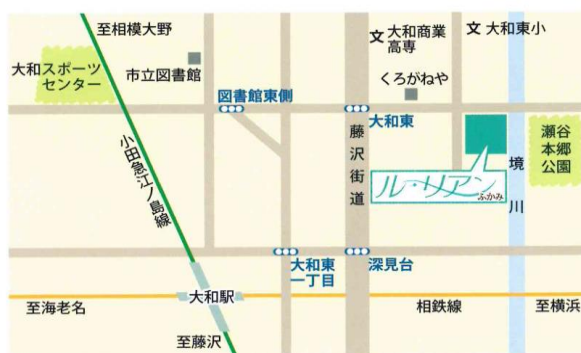 至相模大野
文 大和商業
高専
文 大和東小
大和スポーツ
センター
市立図書館
くろがねや
図書館東側
大和東
小田急江ノ島線
藤沢街道
瀬谷
本郷
公園
境川
ル・リアン
ふかみ
大和東
一丁目
深見台
大和駅
至海老名
相鉄線
至横浜
至藤沢